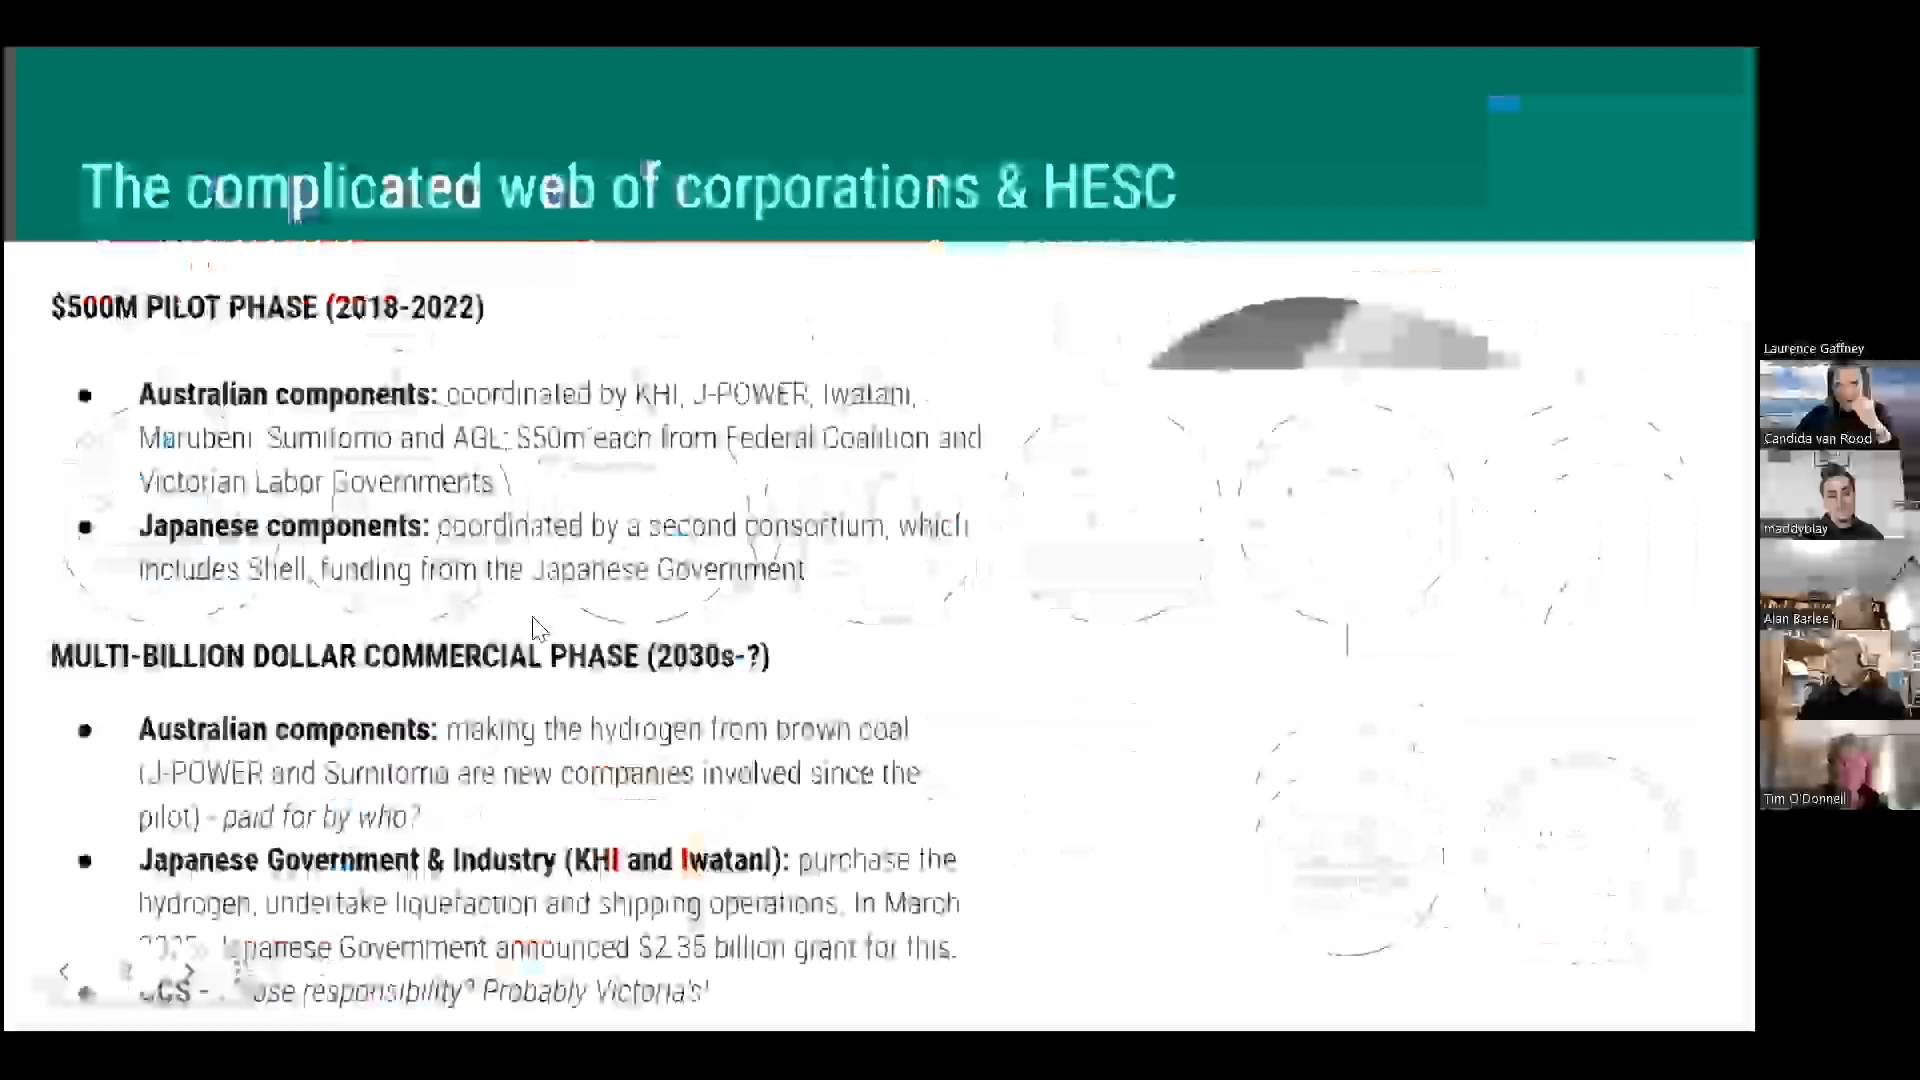 The complicated web of corporations & HESC
$500M PILOT PHASE (2018-2022)
● Australian components: coordinated by KHI, J-POWER, Iwatani,
Marubeni, Sumitomo and AGL; $50m each from Federal Coalition and
Victorian Labor Governments
● Japanese components: coordinated by a second consortium, which
includes Shell, funding from the Japanese Government
MULTI-BILLION DOLLAR COMMERCIAL PHASE (2030s-?)
● Australian components: making the hydrogen from brown coal
(J-POWER and Sumitomo are new companies involved since the
pilot) - paid for by who?
● Japanese Government & Industry (KHI and Iwatani): purchase the
hydrogen, undertake liquefaction and shipping operations. In March
Japanese Government announced $2.35 billion grant for this.
● CCS - responsibility? Probably Victoria's!
Laurence Gaffney
Candida van Rood
maddyblay
Alan Barlee
Tim O'Donnell